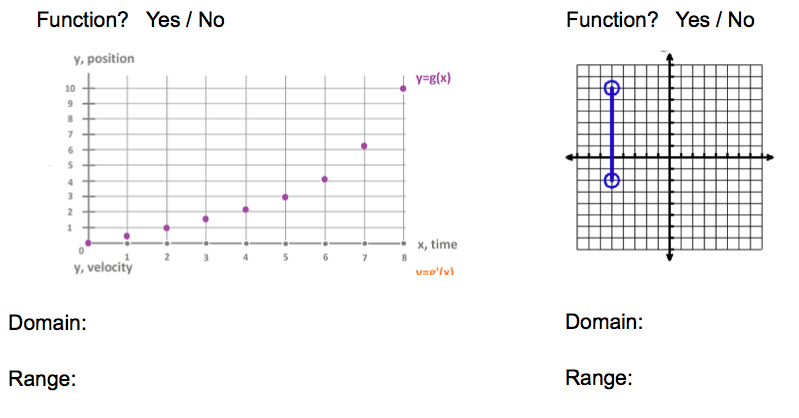 Function? Yes / No
y, position
y=g(x)
10
9
8
7
6
5
4
3
2
1
0
1 2 3 4 5 6 7 8
x, time
y, velocity
y=g'(x)
Domain:
Range:
Function? Yes / No
Domain:
Range: